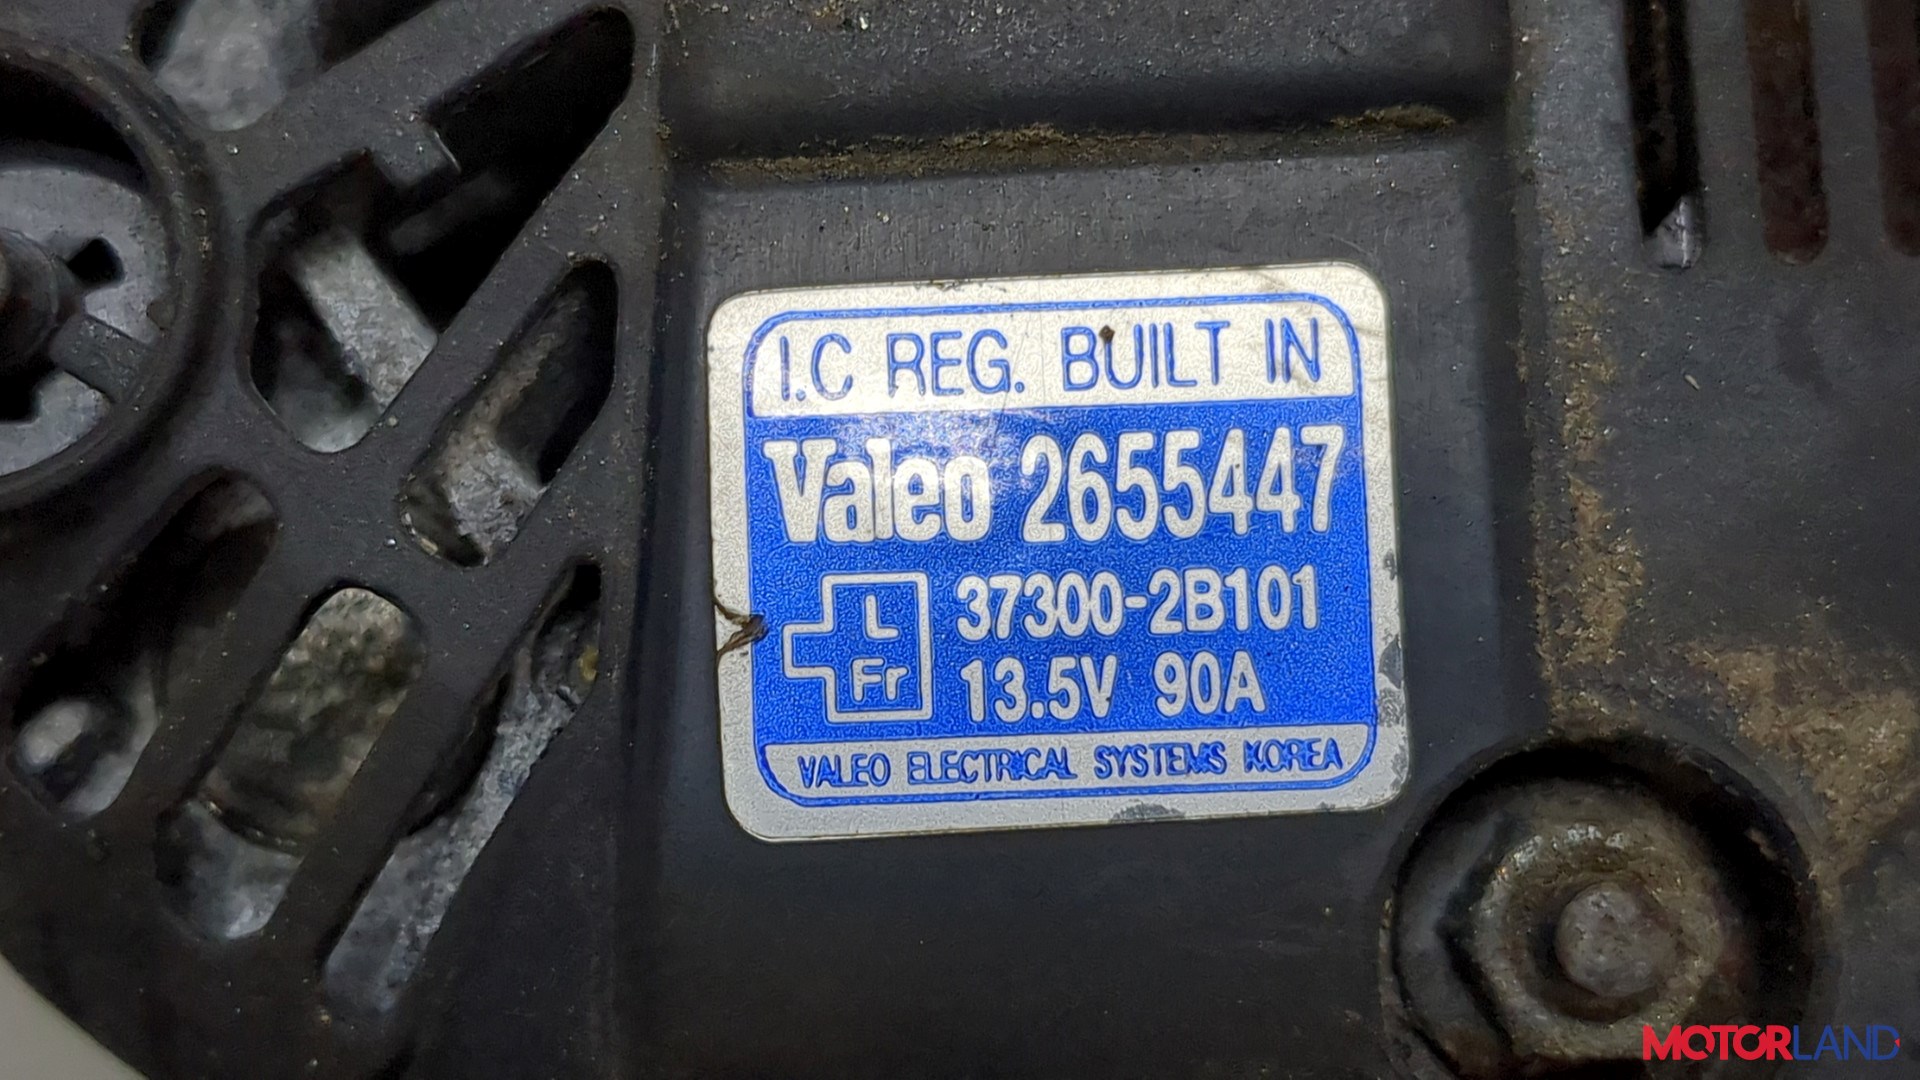 I.C REG. BUILT IN
Valeo 2655447
L 37300-2B101
Fr 13.5V 90A
VALEO ELECTRICAL SYSTEMS KOREA
MOTORLAND